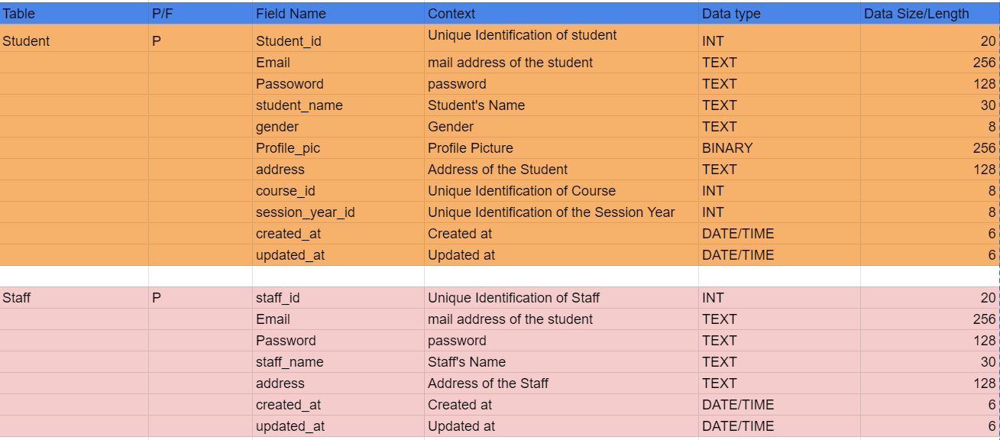 Table P/F Field Name Context Data type Data Size/Length
Student P Student_id Unique Identification of student INT 20
Email mail address of the student TEXT 256
Passoword password TEXT 128
student_name Student's Name TEXT 30
gender Gender TEXT 8
Profile_pic Profile Picture BINARY 256
address Address of the Student TEXT 128
course_id Unique Identification of Course INT 8
session_year_id Unique Identification of the Session Year INT 8
created_at Created at DATE/TIME 6
updated_at Updated at DATE/TIME 6
Staff P staff_id Unique Identification of Staff INT 20
Email mail address of the student TEXT 256
Password password TEXT 128
staff_name Staff's Name TEXT 30
address Address of the Staff TEXT 128
created_at Created at DATE/TIME 6
updated_at Updated at DATE/TIME 6